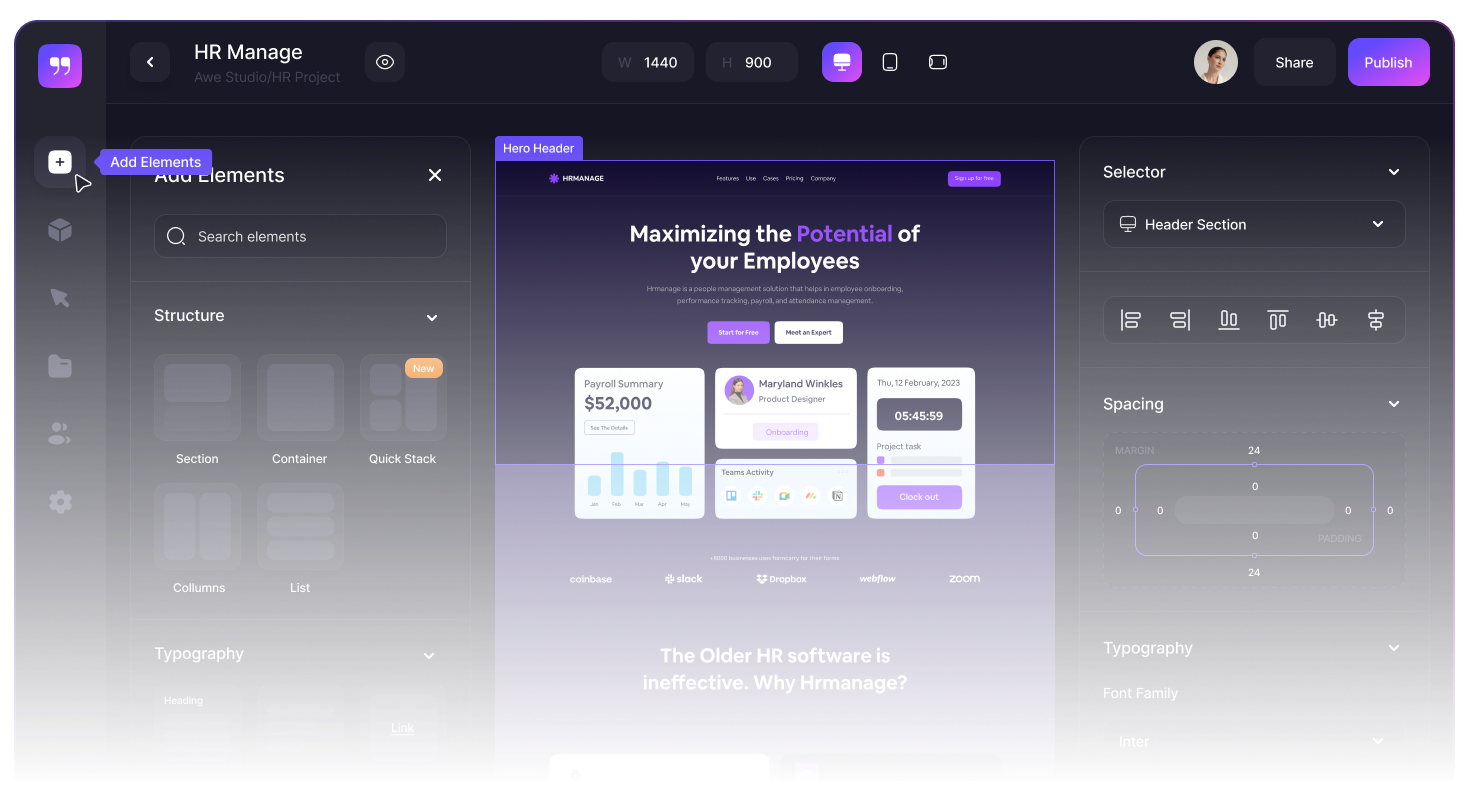 HR Manage
Awe Studio/HR Project
W 1440
H 900
Share
Publish
Add Elements
Add Elements
Search elements
Structure
New
Section
Container
Quick Stack
Collumns
List
Typography
Heading
Link
Hero Header
HRMANAGE
Features Use Cases Pricing Company
Sign up for free
Maximizing the Potential of
your Employees
Hrmanage is a people management solution that helps in employee onboarding,
performance tracking, payroll, and attendance management.
Start for Free
Meet an Expert
Payroll Summary
$52,000
See The Details
Jan Feb Mar Apr May
Maryland Winkles
Product Designer
Onboarding
Teams Activity
Thu, 12 February, 2023
05:45:59
Project task
Clock out
+8000 businesses uses formcarry for their forms
coinbase slack Dropbox webflow zoom
The Older HR software is
ineffective. Why Hrmanage?
Selector
Header Section
Spacing
MARGIN
24
0
0 0 0 0
0
PADDING
24
Typography
Font Family
Inter